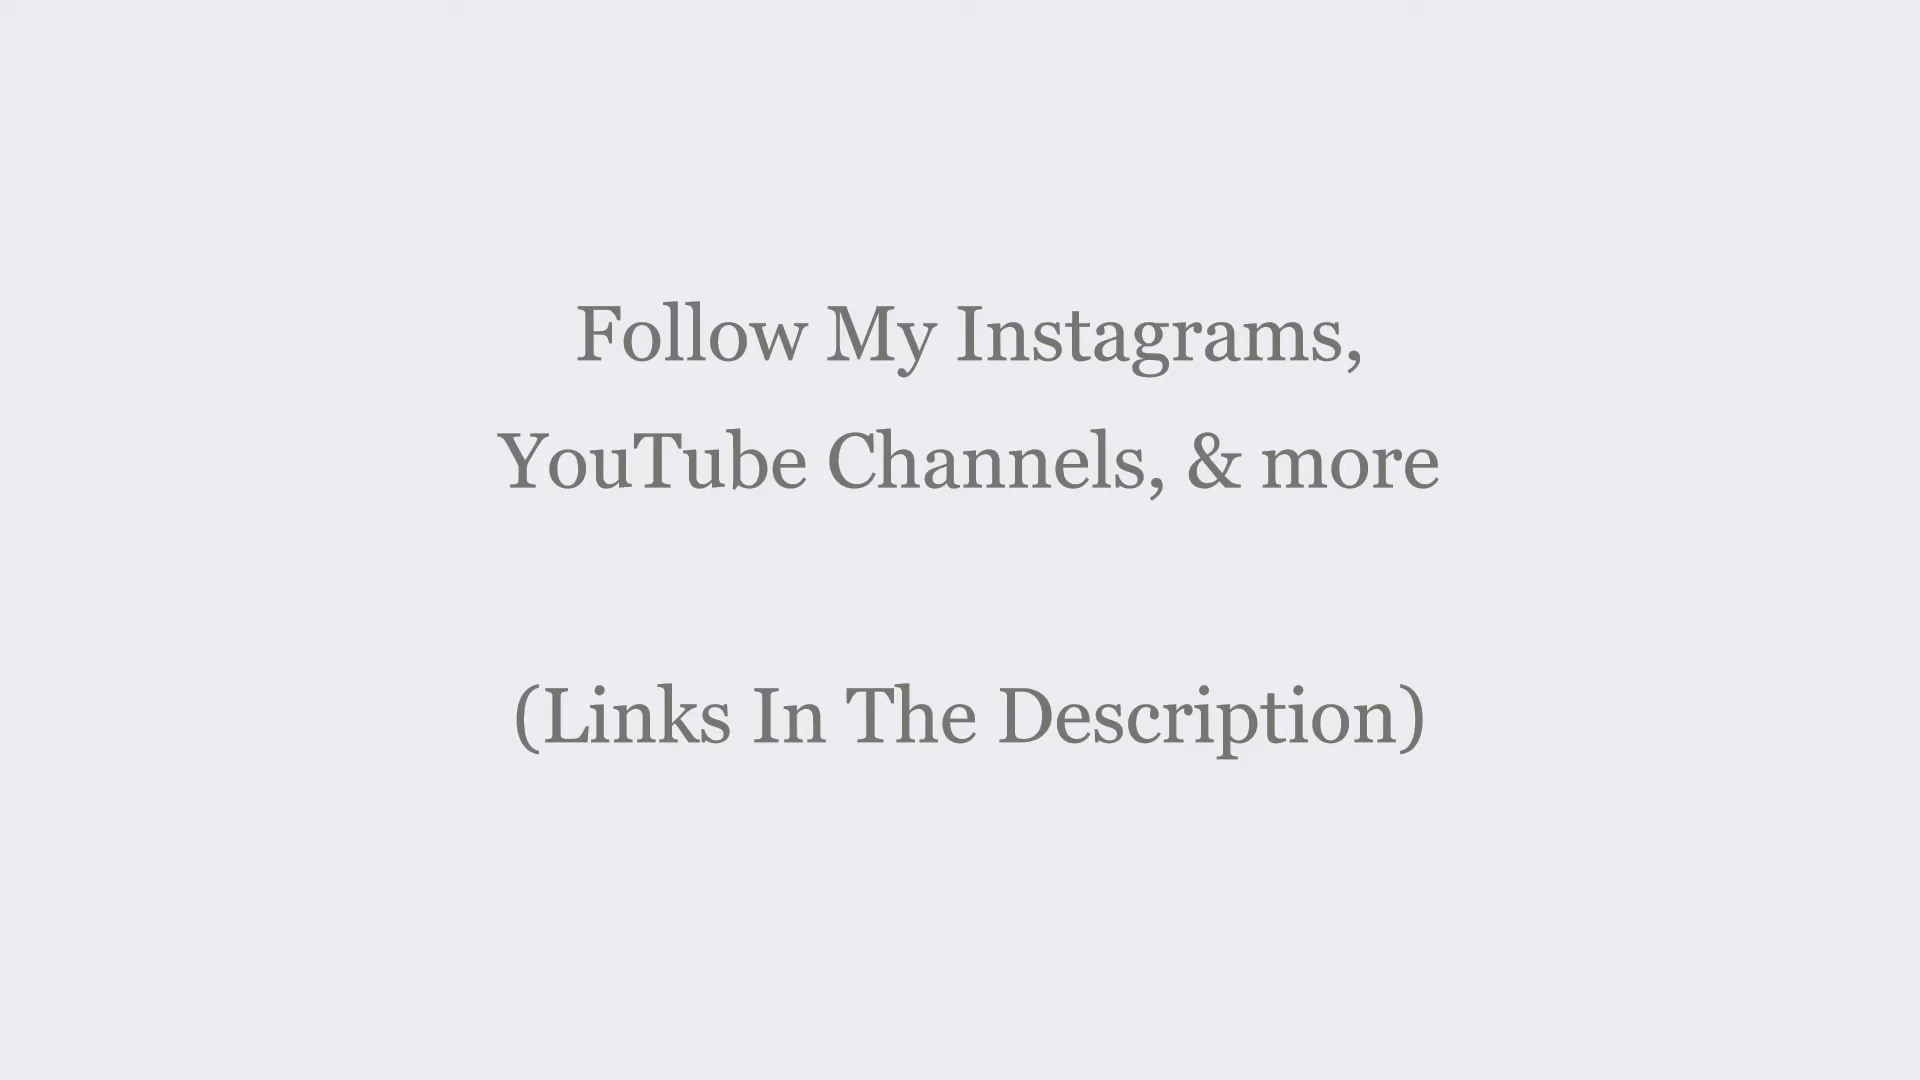 Follow My Instagrams,
YouTube Channels, & more
(Links In The Description)